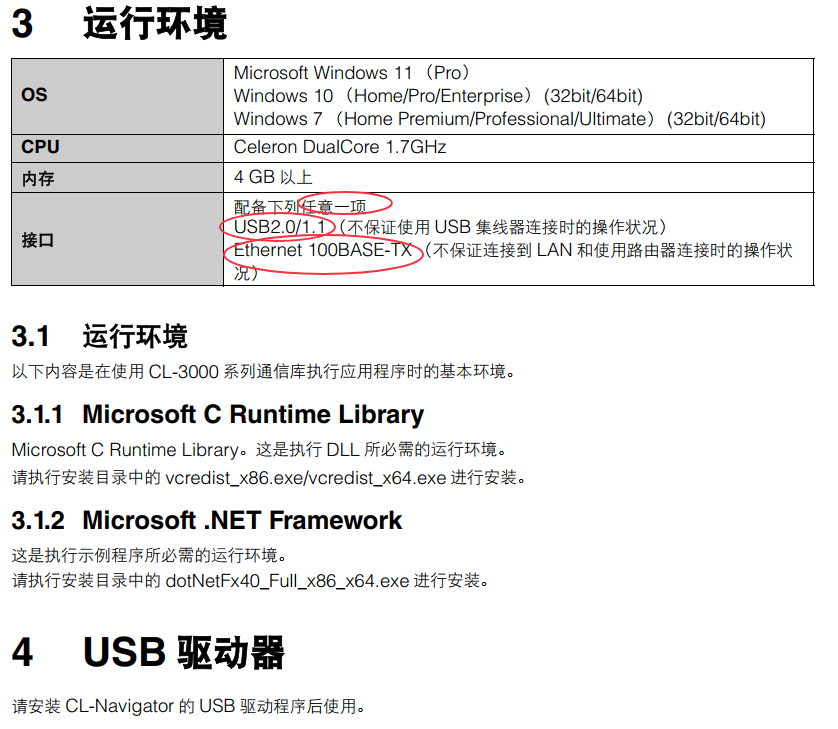 3 运行环境
OS
Microsoft Windows 11（Pro）
Windows 10（Home/Pro/Enterprise）(32bit/64bit)
Windows 7（Home Premium/Professional/Ultimate）(32bit/64bit)
CPU
Celeron DualCore 1.7GHz
内存
4 GB 以上
接口
配备下列任意一项
USB2.0/1.1（不保证使用 USB 集线器连接时的操作状况）
Ethernet 100BASE-TX（不保证连接到 LAN 和使用路由器连接时的操作状
况）
3.1 运行环境
以下内容是在使用 CL-3000 系列通信库执行应用程序时的基本环境。
3.1.1 Microsoft C Runtime Library
Microsoft C Runtime Library。这是执行 DLL 所必需的运行环境。
请执行安装目录中的 vcredist_x86.exe/vcredist_x64.exe 进行安装。
3.1.2 Microsoft .NET Framework
这是执行示例程序所必需的运行环境。
请执行安装目录中的 dotNetFx40_Full_x86_x64.exe 进行安装。
4 USB 驱动器
请安装 CL-Navigator 的 USB 驱动程序后使用。